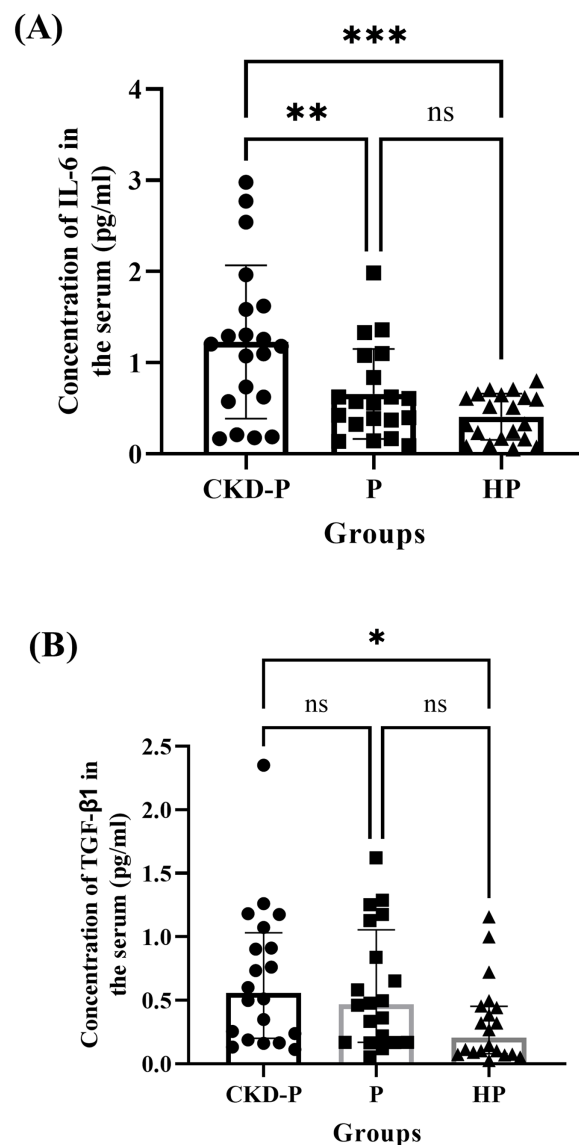 (A)
***
** ns
Concentration of IL-6 in
the serum (pg/ml)
4
3
2
1
0
CKD-P P HP
Groups
(B)
*
ns ns
Concentration of TGF-β1 in
the serum (pg/ml)
2.5
2.0
1.5
1.0
0.5
0.0
CKD-P P HP
Groups